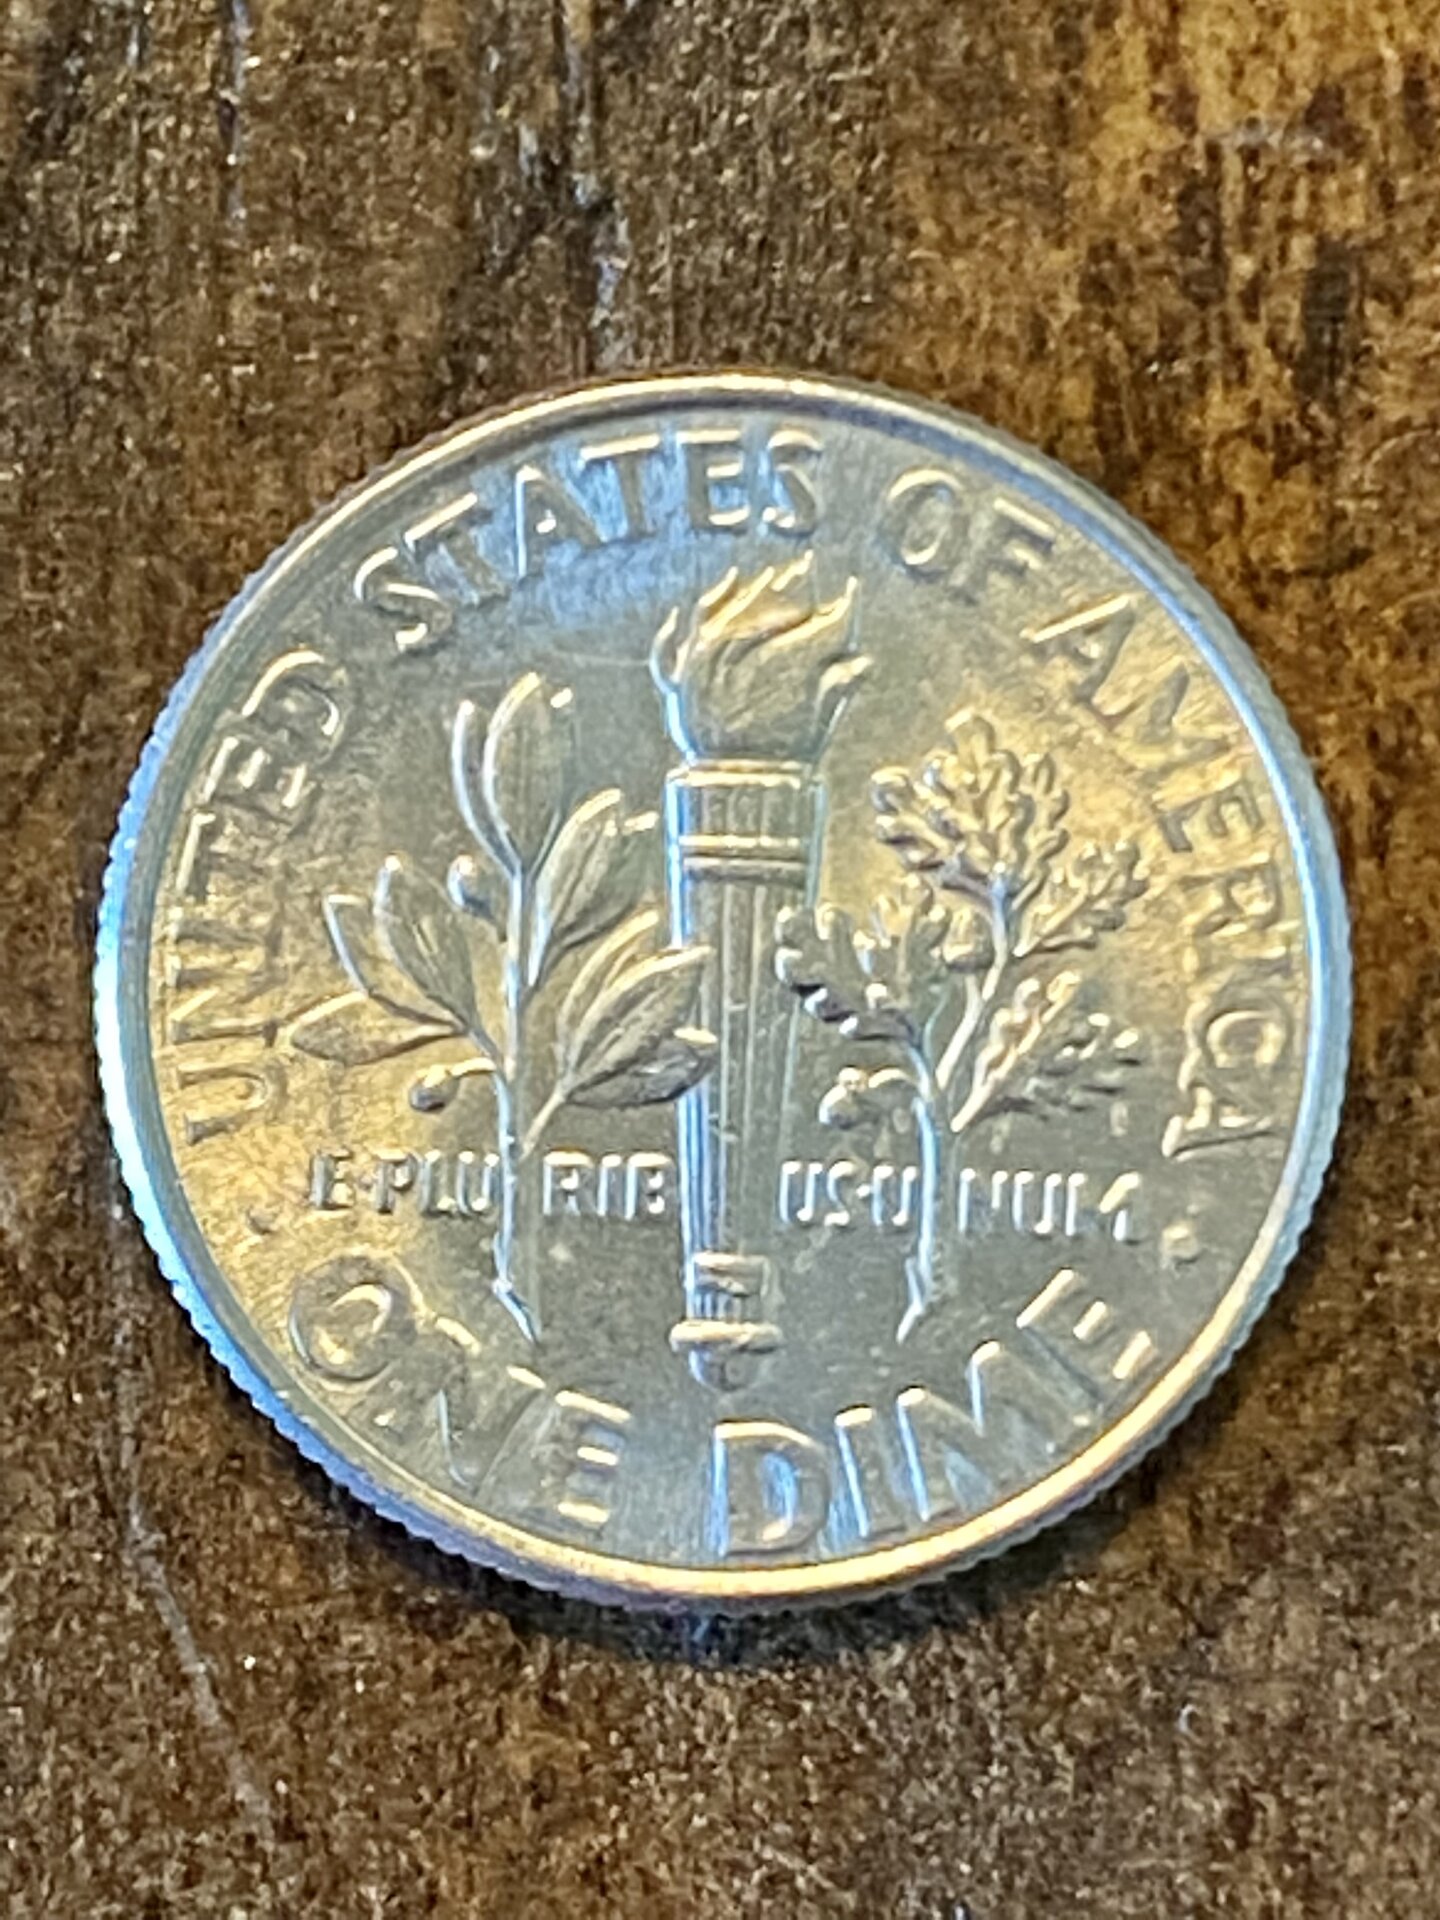 UNITED STATES OF AMERICA
E·PLURIBUS·UNUM
ONE DIME